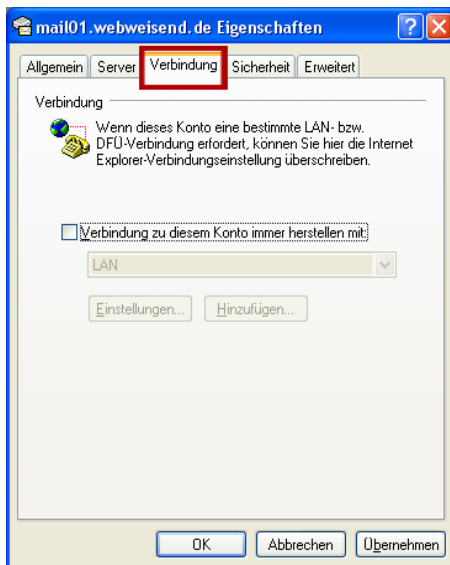 mail01.webweisend.de Eigenschaften
Allgemein Server Verbindung Sicherheit Erweitert
Verbindung
Wenn dieses Konto eine bestimmte LAN- bzw.
DFÜ-Verbindung erfordert, können Sie hier die Internet
Explorer-Verbindungseinstellung überschreiben.
Verbindung zu diesem Konto immer herstellen mit:
LAN
Einstellungen... Hinzufügen...
OK Abbrechen Übernehmen